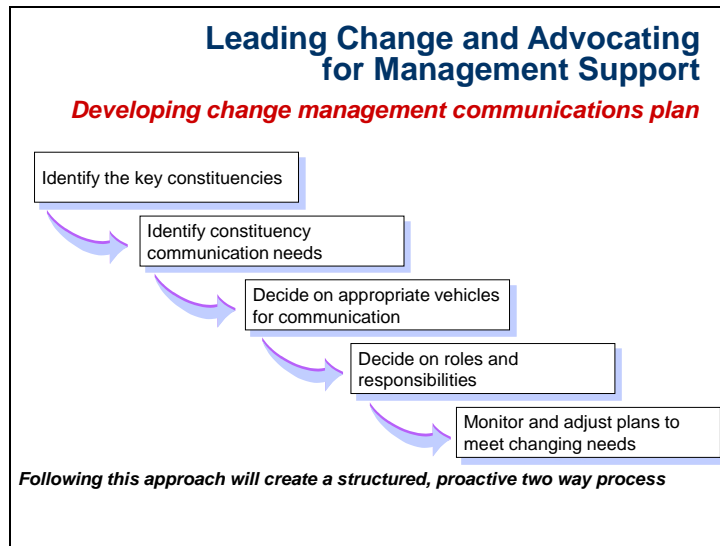 Leading Change and Advocating
for Management Support
Developing change management communications plan
Identify the key constituencies
Identify constituency
communication needs
Decide on appropriate vehicles
for communication
Decide on roles and
responsibilities
Monitor and adjust plans to
meet changing needs
Following this approach will create a structured, proactive two way process